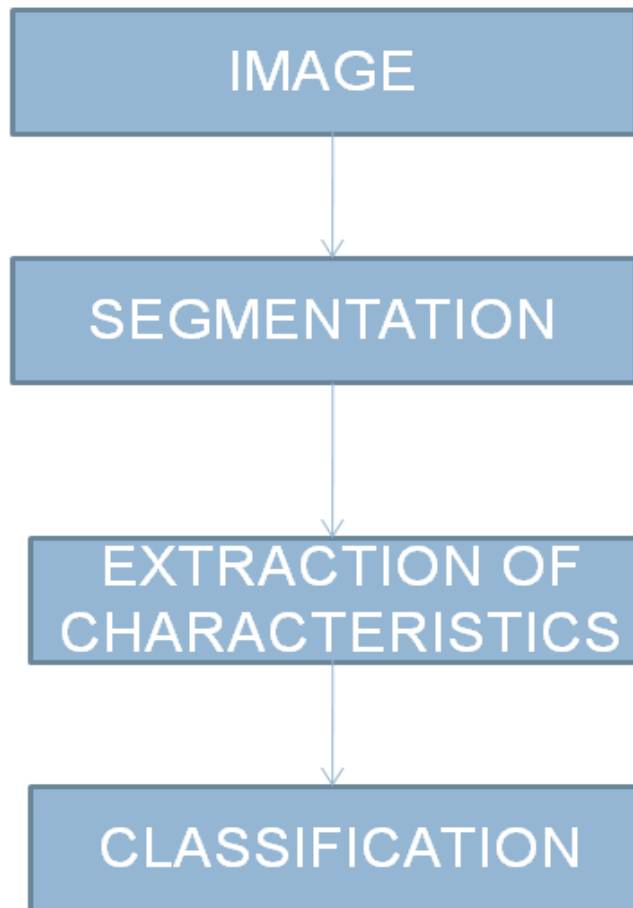 IMAGE
SEGMENTATION
EXTRACTION OF
CHARACTERISTICS
CLASSIFICATION